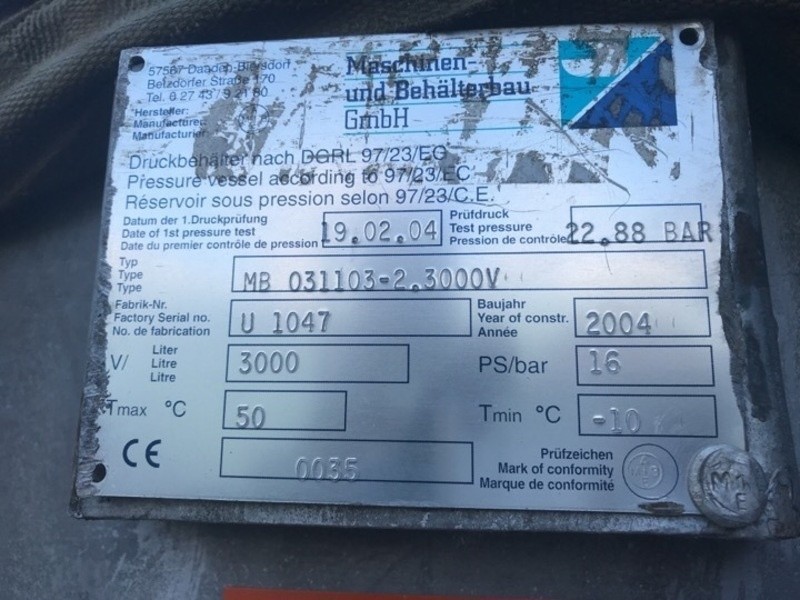 57567 Daaden-Biersdorf
Betzdorfer Straße 170
Tel. 0 27 43 / 9 21 80
Hersteller:
Manufacturer:
Manufacturier:
Maschinen-
und Behälterbau
GmbH
Druckbehälter nach DGRL 97/23/EG
Pressure vessel according to 97/23/EC
Réservoir sous pression selon 97/23/C.E.
Datum der 1.Druckprüfung
Date of 1st pressure test
Date du premier contrôle de pression
19.02.04
Prüfdruck
Test pressure
Pression de contrôle
22.88 BAR
Typ
Type
Type
MB 031103-2.3000V
Fabrik-Nr.
Factory Serial no.
No. de fabrication
U 1047
Baujahr
Year of constr.
Année
2004
V/
Liter
Litre
Litre
3000
PS/bar
16
Tmax °C
50
Tmin °C
-10
CE
0035
Prüfzeichen
Mark of conformity
Marque de conformité